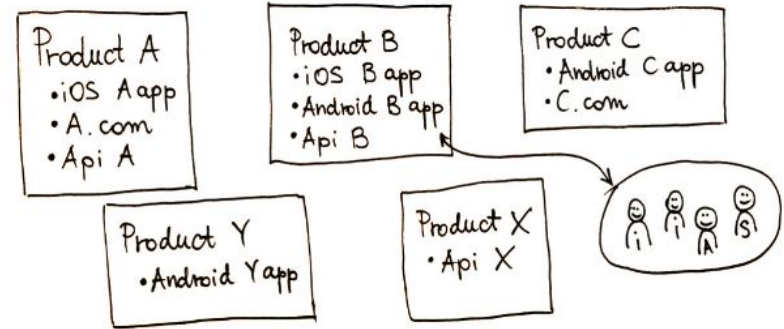 Product A
•iOS A app
•A.com
•Api A
Product B
•iOS B app
•Android B app
•Api B
Product C
•Android C app
•C.com
Product Y
•Android Y app
Product X
•Api X
i i A S